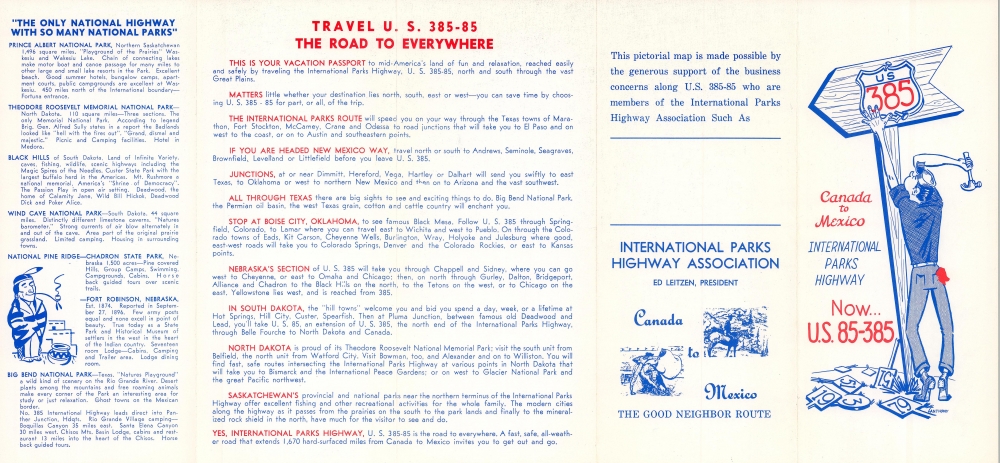 "THE ONLY NATIONAL HIGHWAY
WITH SO MANY NATIONAL PARKS"
PRINCE ALBERT NATIONAL PARK, Northern Saskatchewan
1,496 square miles. "Playground of the Prairies" Was-
kesiu and Wakesiu Lake. Chain of connecting lakes
make motor boat and canoe passage for many miles to
other large and small lake resorts in the Park. Excellent
beach. Good summer hotels, bungalow camps, apart-
ment courts, public campgrounds are excellent at Was-
kesiu. 450 miles north of the International boundary—
Fortune entrance.
THEODORE ROOSEVELT MEMORIAL NATIONAL PARK—
North Dakota. 110 square miles—Three sections. The
only Memorial National Park. According to legend
Brig. Gen. Alfred Sully states in a report the Badlands
looked like "hell with the fires out". "Grand, dismal and
majestic." Picnic and Camping facilities. Hotel in
Medora.
BLACK HILLS of South Dakota, Land of Infinite Variety,
caves, fishing, wildlife, scenic highways including the
Magic Spires of the Needles, Custer State Park with the
largest buffalo herd in the Americas. Mt. Rushmore a
national memorial, America's "Shrine of Democracy".
The Passion Play in open air setting. Deadwood, the
home of Calamity Jane, Wild Bill Hickok, Deadwood
Dick and Poker Alice.
WIND CAVE NATIONAL PARK—South Dakota, 44 square
miles. Distinctly different limestone caverns. "Natures
barometer." Strong currents of air blow alternately in
and out of the cave. Area part of the original prairie
grassland. Limited camping. Housing in surrounding
towns.
NATIONAL PINE RIDGE—CHADRON STATE PARK, Ne-
braska 1,500 acres—Pine covered
Hills, Group Camps, Swimming,
Campgrounds, Cabins. Horse
back guided tours over scenic
trails.
—FORT ROBINSON, NEBRASKA,
Est. 1874. Reported in Septem-
ber 27, 1896. Few army posts
equal and none excell in point of
beauty. True today as a State
Park and Historical Museum of
settlers in the west in the heart
of the Indian country. Seventeen
room Lodge—Cabins. Camping
and Trailer area. Lodge dining
room.
BIG BEND NATIONAL PARK—Texas. "Natures Playground"
a wild kind of scenery on the Rio Grande River. Desert
plants among the mountains and free roaming animals
make every corner of the Park an interesting area for
study or just relaxation. Ghost towns on the Mexican
border.
No. 385 International Highway leads direct into Pan-
ther Junction, Hdqts. Rio Grande Village camping—
Boquillas Canyon 35 miles east. Santa Elena Canyon
30 miles west. Chisos Mts. Basin Lodge, cabins and rest-
aurant 13 miles into the heart of the Chisos. Horse
back guided tours.
TRAVEL U. S. 385-85
THE ROAD TO EVERYWHERE
THIS IS YOUR VACATION PASSPORT to mid-America's land of fun and relaxation, reached easily
and safely by traveling the International Parks Highway, U. S. 385-85, north and south through the vast
Great Plains.
MATTERS little whether your destination lies north, south, east or west—you can save time by choos-
ing U. S. 385 - 85 for part, or all, of the trip.
THE INTERNATIONAL PARKS ROUTE will speed you on your way through the Texas towns of Mara-
thon, Fort Stockton, McCamey, Crane and Odessa to road junctions that will take you to El Paso and on
west to the coast, or on to Austin and southeastern points.
IF YOU ARE HEADED NEW MEXICO WAY, travel north or south to Andrews, Seminole, Seagraves,
Brownfield, Levelland or Littlefield before you leave U. S. 385.
JUNCTIONS, at or near Dimmitt, Hereford, Vega, Hartley or Dalhart will send you swiftly to east
Texas, to Oklahoma or west to northern New Mexico and then on to Arizona and the vast southwest.
ALL THROUGH TEXAS there are big sights to see and exciting things to do. Big Bend National Park,
the Permian oil basin, the west Texas grain, cotton and cattle country will enchant you.
STOP AT BOISE CITY, OKLAHOMA, to see famous Black Mesa. Follow U. S. 385 through Spring-
field, Colorado, to Lamar where you can travel east to Wichita and west to Pueblo. On through the Colo-
rado towns of Eads, Kit Carson, Cheyenne Wells, Burlington, Wray, Holyoke and Julesburg where good,
east-west roads will take you to Colorado Springs, Denver and the Colorado Rockies, or east to Kansas
points.
NEBRASKA'S SECTION of U. S. 385 will take you through Chappell and Sidney, where you can go
west to Cheyenne, or east to Omaha and Chicago; then, on north through Gurley, Dalton, Bridgeport,
Alliance and Chadron to the Black Hills on the north, to the Tetons on the west, or to Chicago on the
east, Yellowstone lies west, and is reached from 385.
IN SOUTH DAKOTA, the "hill towns" welcome you and bid you spend a day, week, or a lifetime at
Hot Springs, Hill City, Custer, Spearfish. Then at Pluma Junction, between famous old Deadwood and
Lead, you'll take U. S. 85, an extension of U. S. 385, the north end of the International Parks Highway,
through Belle Fourche to North Dakota and Canada.
NORTH DAKOTA is proud of its Theodore Roosevelt National Memorial Park; visit the south unit from
Belfield, the north unit from Watford City. Visit Bowman, too, and Alexander and on to Williston. You will
find fast, safe routes intersecting the International Parks Highway at various points in North Dakota that
will take you to Bismarck and the International Peace Gardens; or on west to Glacier National Park and
the great Pacific northwest.
SASKATCHEWAN'S provincial and national parks near the northern terminus of the International Parks
Highway offer excellent fishing and other recreational activities for the whole family. The modern cities
along the highway as it passes from the prairies on the south to the park lands and finally to the mineral-
ized rock shield in the north, have much for the visitor to see and do.
YES, INTERNATIONAL PARKS HIGHWAY, U. S. 385-85 is the road to everywhere. A fast, safe, all-weath-
er road that extends 1,670 hand-surfaced miles from Canada to Mexico invites you to get out and go.
This pictorial map is made possible by
the generous support of the business
concerns along U.S. 385-85 who are
members of the International Parks
Highway Association Such As
INTERNATIONAL PARKS
HIGHWAY ASSOCIATION
ED LEITZEN, PRESIDENT
Canada
to
Mexico
THE GOOD NEIGHBOR ROUTE
US
385
Canada
to
Mexico
INTERNATIONAL
PARKS
HIGHWAY
Now...
U.S. 85-385